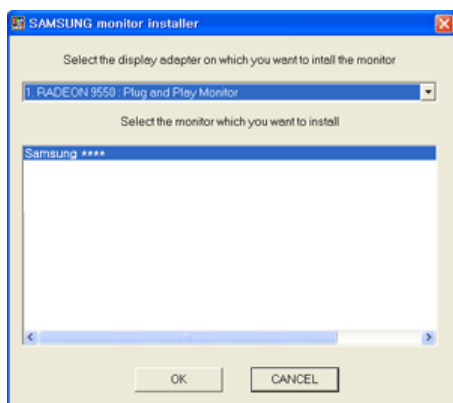 SAMSUNG monitor installer
Select the display adapter on which you want to intall the monitor
1. RADEON 9550 : Plug and Play Monitor
Select the monitor which you want to install
Samsung ****
OK
CANCEL